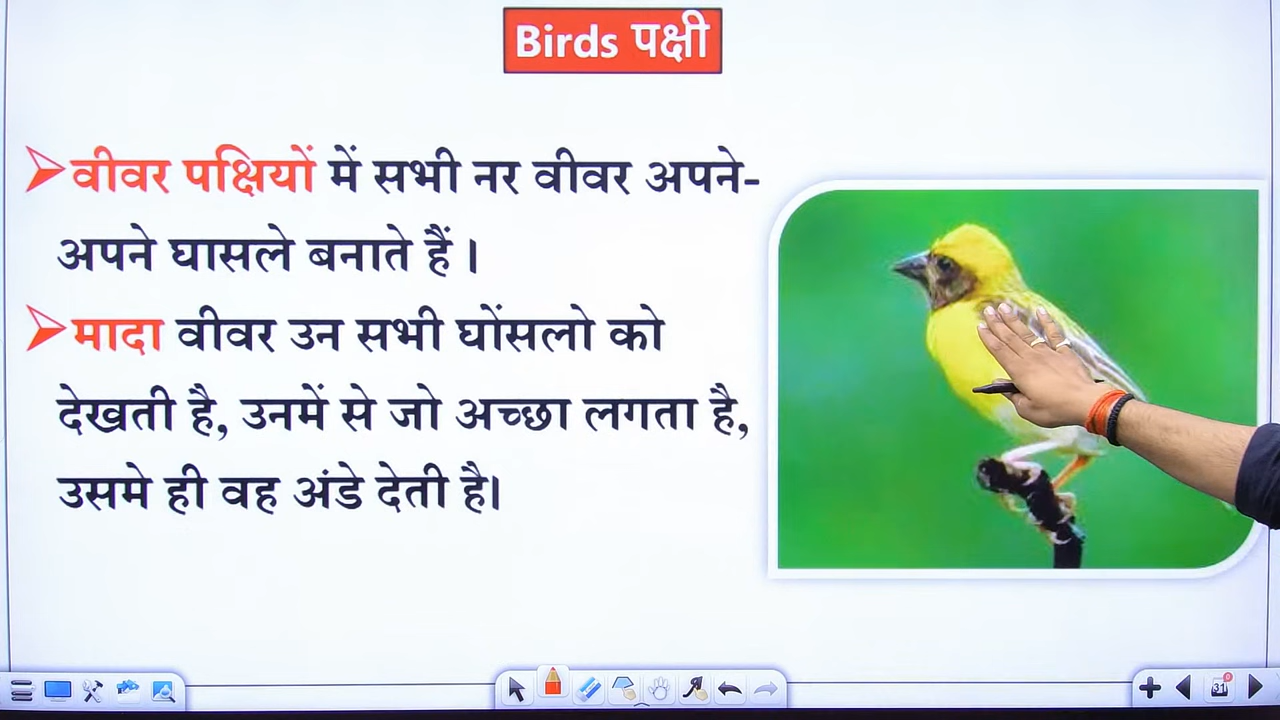 Birds पक्षी
वीवर पक्षियों में सभी नर वीवर अपने-
अपने घासले बनाते हैं ।
मादा वीवर उन सभी घोंसलो को
देखती है, उनमें से जो अच्छा लगता है,
उसमे ही वह अंडे देती है।
31